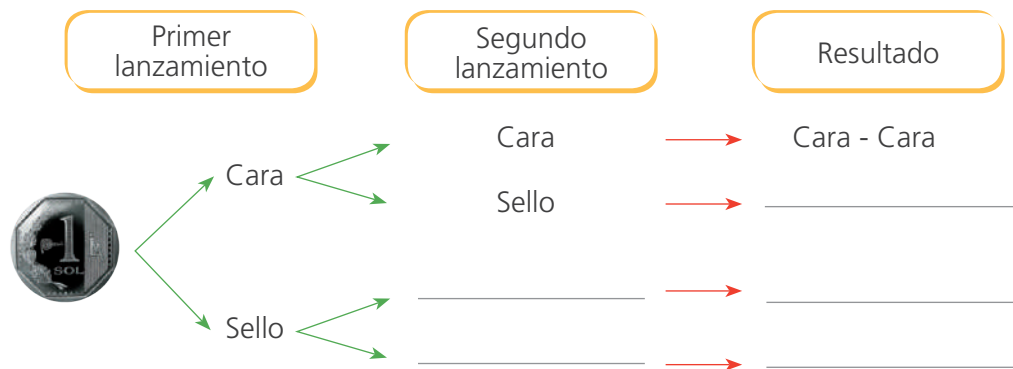 Primer
lanzamiento
Segundo
lanzamiento
Resultado
Cara
Cara
Cara - Cara
Sello
1
SOL
Sello